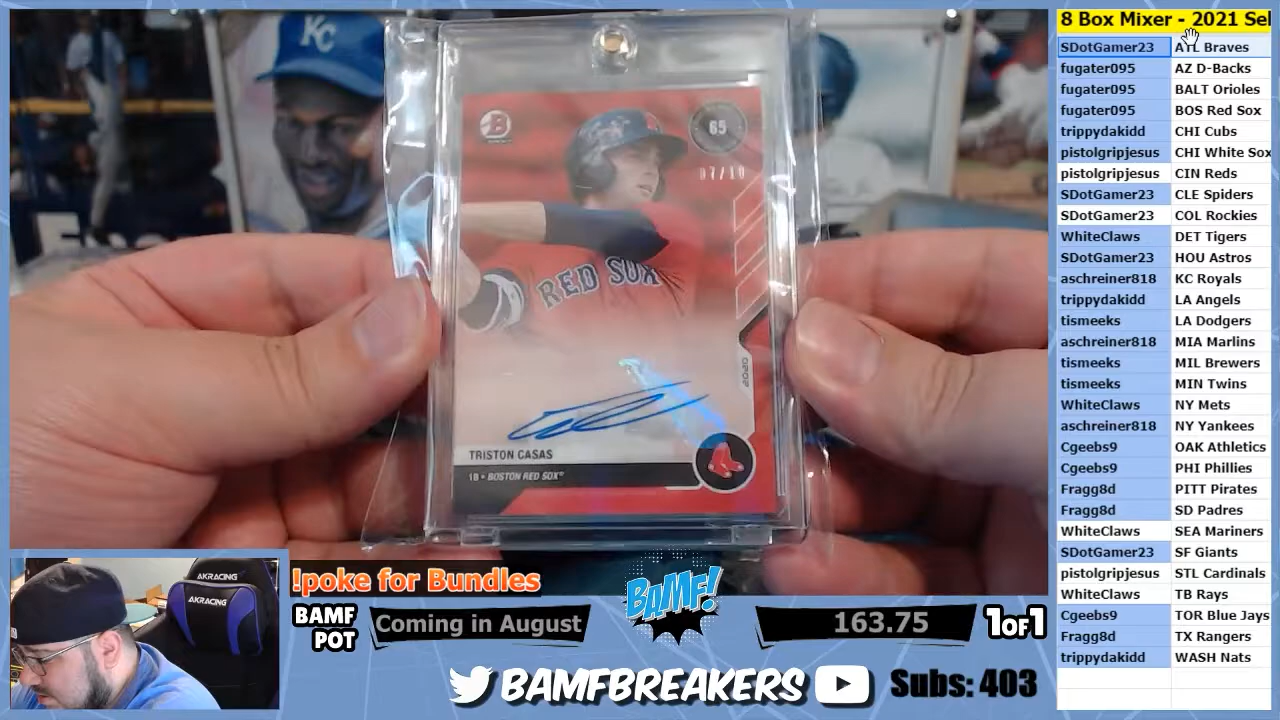 KC
65
07/10
RED SOX
2020
TRISTON CASAS
1B • BOSTON RED SOX
8 Box Mixer - 2021 Sel
SDotGamer23 ATL Braves
fugater095 AZ D-Backs
fugater095 BALT Orioles
fugater095 BOS Red Sox
trippydakidd CHI Cubs
pistolgripjesus CHI White Sox
pistolgripjesus CIN Reds
SDotGamer23 CLE Spiders
SDotGamer23 COL Rockies
WhiteClaws DET Tigers
SDotGamer23 HOU Astros
aschreiner818 KC Royals
trippydakidd LA Angels
tismeeks LA Dodgers
aschreiner818 MIA Marlins
tismeeks MIL Brewers
tismeeks MIN Twins
WhiteClaws NY Mets
aschreiner818 NY Yankees
Cgeebs9 OAK Athletics
Cgeebs9 PHI Phillies
Fragg8d PITT Pirates
Fragg8d SD Padres
WhiteClaws SEA Mariners
SDotGamer23 SF Giants
pistolgripjesus STL Cardinals
WhiteClaws TB Rays
Cgeebs9 TOR Blue Jays
Fragg8d TX Rangers
trippydakidd WASH Nats
AKRACING
AKRACING
!poke for Bundles
BAMF POT
Coming in August
BAMF!
163.75
1OF1
BAMFBREAKERS
Subs: 403